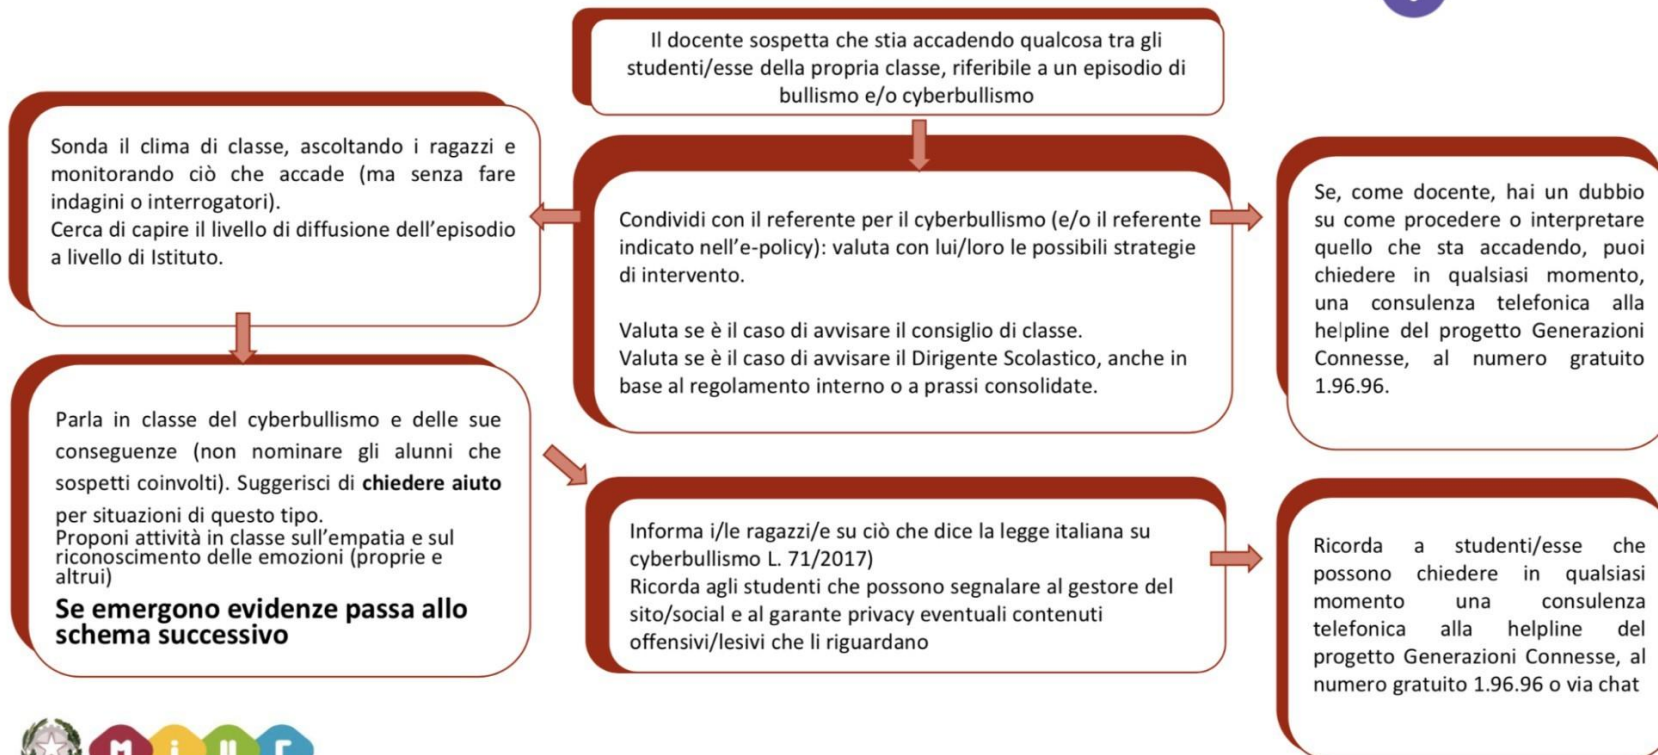 Il docente sospetta che stia accadendo qualcosa tra gli
studenti/esse della propria classe, riferibile a un episodio di
bullismo e/o cyberbullismo
Sonda il clima di classe, ascoltando i ragazzi e
monitorando ciò che accade (ma senza fare
indagini o interrogatori).
Cerca di capire il livello di diffusione dell'episodio
a livello di Istituto.
Condividi con il referente per il cyberbullismo (e/o il referente
indicato nell'e-policy): valuta con lui/loro le possibili strategie
di intervento.
Valuta se è il caso di avvisare il consiglio di classe.
Valuta se è il caso di avvisare il Dirigente Scolastico, anche in
base al regolamento interno o a prassi consolidate.
Se, come docente, hai un dubbio
su come procedere o interpretare
quello che sta accadendo, puoi
chiedere in qualsiasi momento,
una consulenza telefonica alla
helpline del progetto Generazioni
Connesse, al numero gratuito
1.96.96.
Parla in classe del cyberbullismo e delle sue
conseguenze (non nominare gli alunni che
sospetti coinvolti). Suggerisci di chiedere aiuto
per situazioni di questo tipo.
Proponi attività in classe sull'empatia e sul
riconoscimento delle emozioni (proprie e
altrui)
Se emergono evidenze passa allo
schema successivo
Informa i/le ragazzi/e su ciò che dice la legge italiana su
cyberbullismo L. 71/2017)
Ricorda agli studenti che possono segnalare al gestore del
sito/social e al garante privacy eventuali contenuti
offensivi/lesivi che li riguardano
Ricorda a studenti/esse che
possono chiedere in qualsiasi
momento una consulenza
telefonica alla helpline del
progetto Generazioni Connesse, al
numero gratuito 1.96.96 o via chat
MiUr